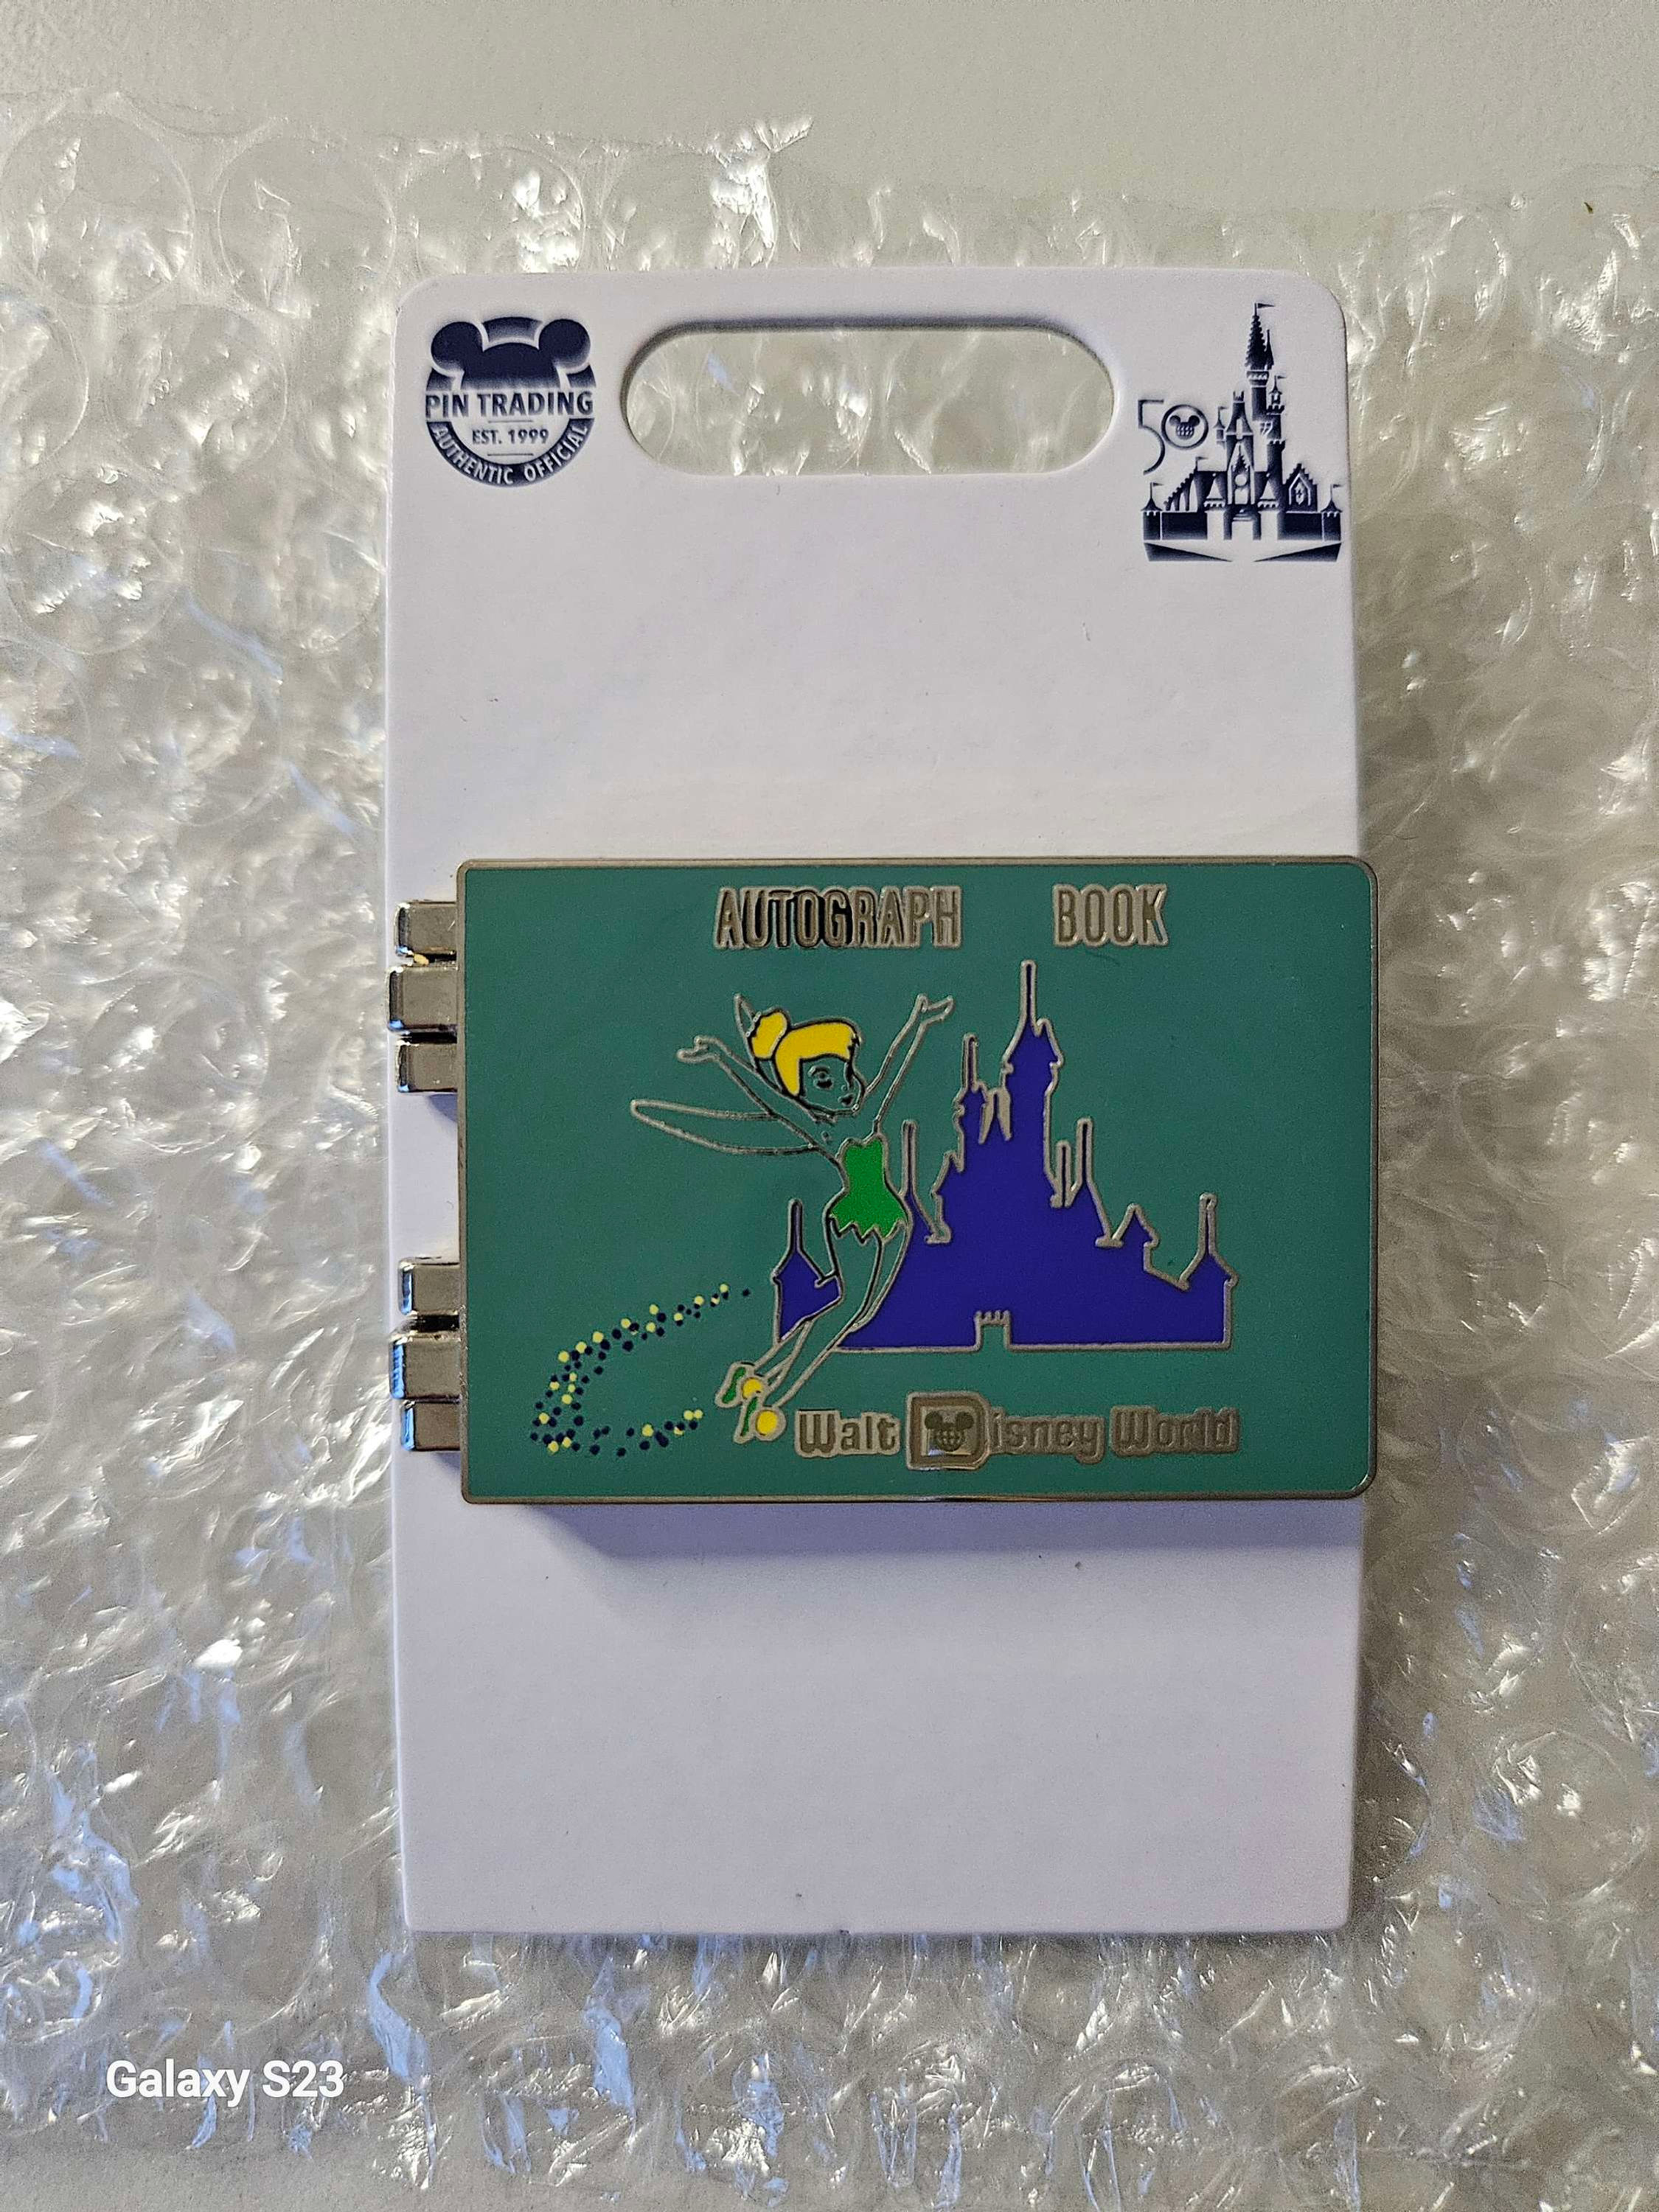 PIN TRADING
EST. 1999
AUTHENTIC OFFICIAL
50
AUTOGRAPH BOOK
Walt Disney World
Galaxy S23